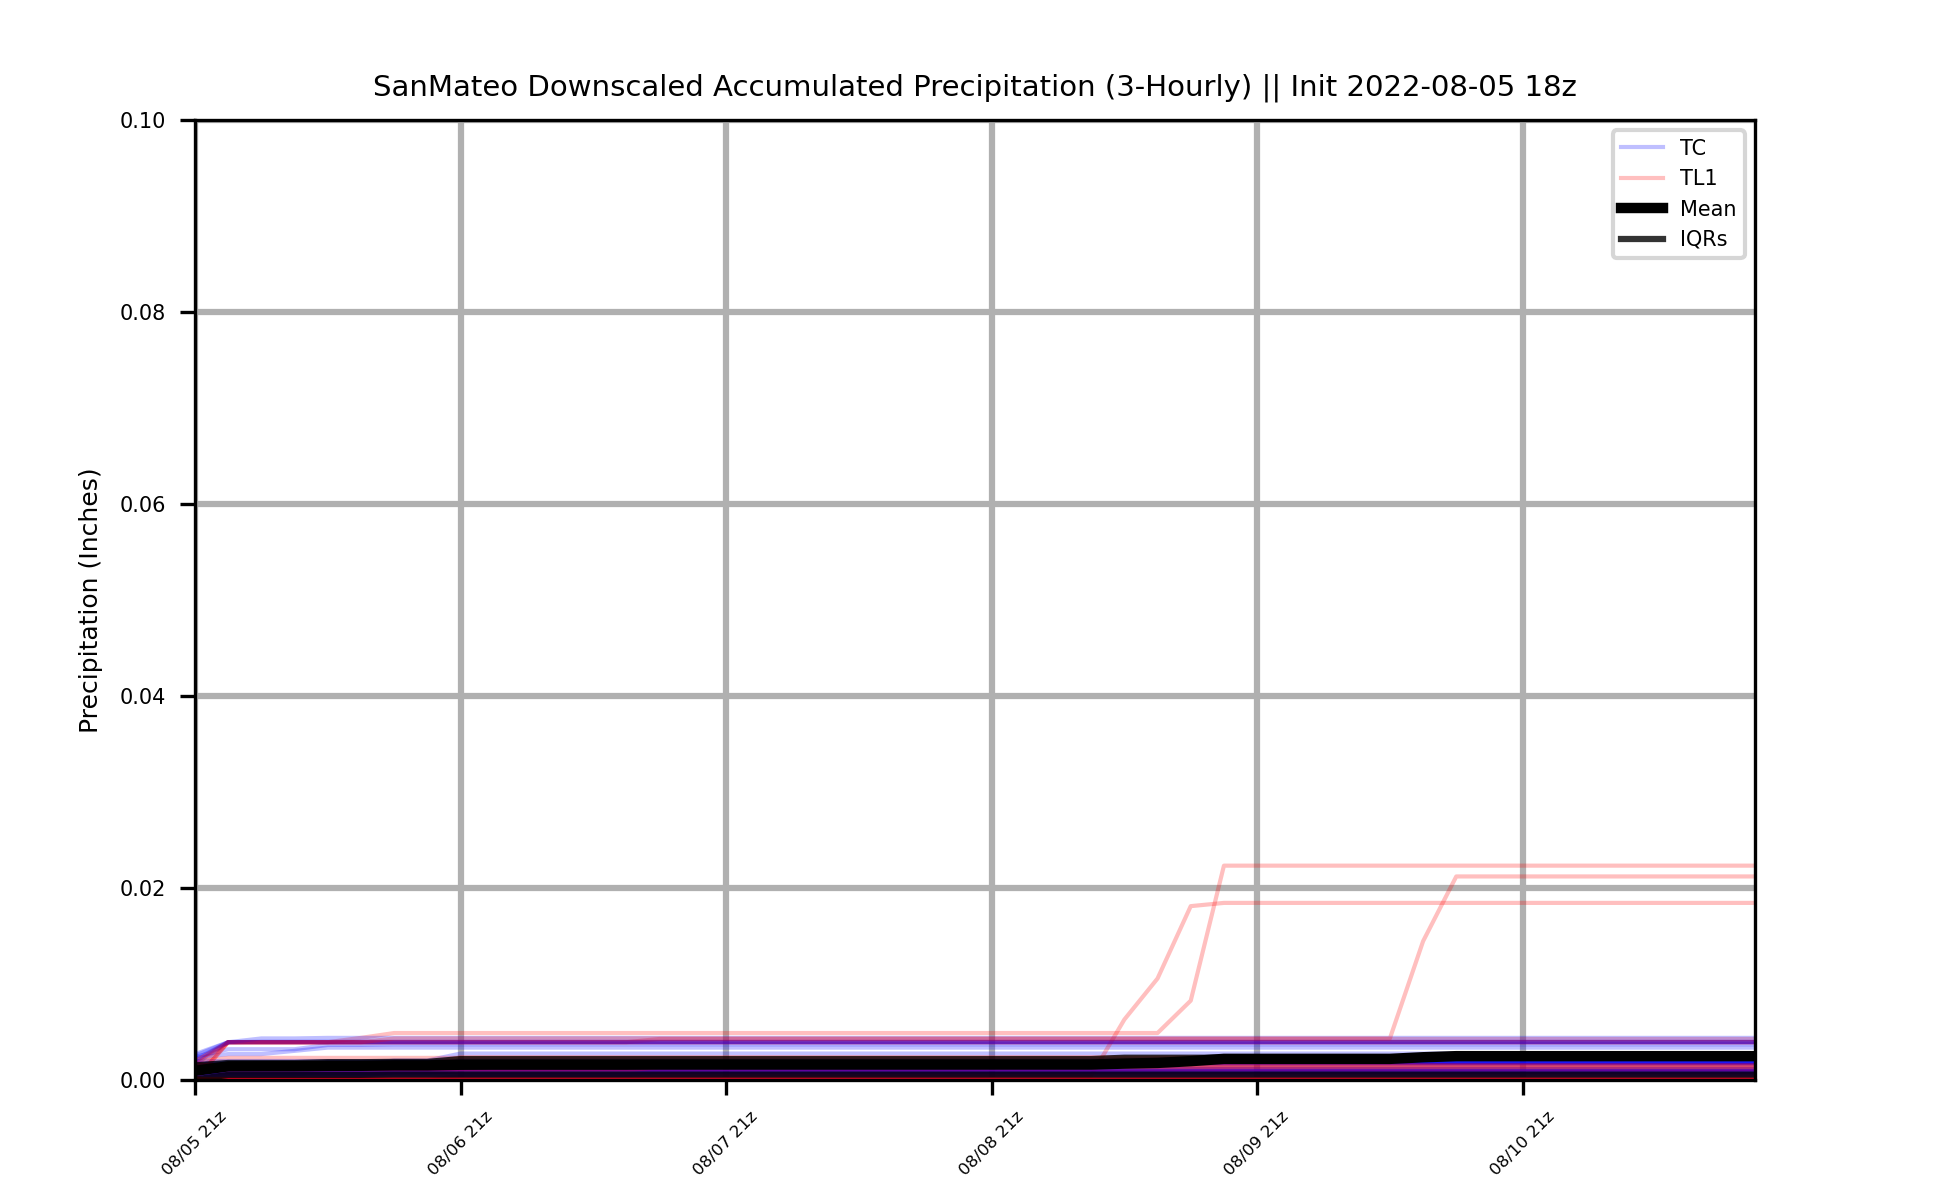 SanMateo Downscaled Accumulated Precipitation (3-Hourly) || Init 2022-08-05 18z
TC
TL1
Mean
IQRs
Precipitation (Inches)
0.10
0.08
0.06
0.04
0.02
0.00
08/05 21z
08/06 21z
08/07 21z
08/08 21z
08/09 21z
08/10 21z